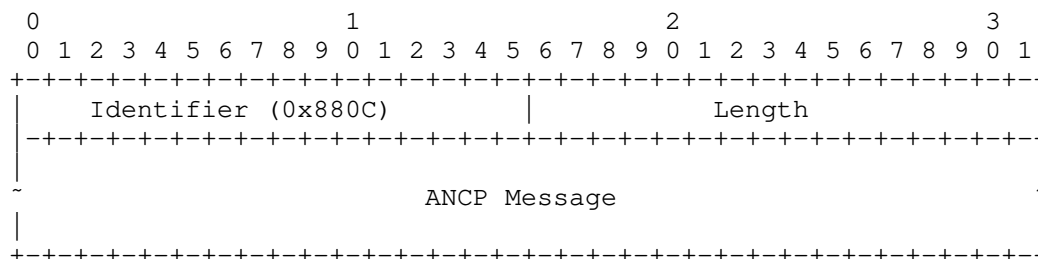 0                   1                   2                   3
 0 1 2 3 4 5 6 7 8 9 0 1 2 3 4 5 6 7 8 9 0 1 2 3 4 5 6 7 8 9 0 1
+-+-+-+-+-+-+-+-+-+-+-+-+-+-+-+-+-+-+-+-+-+-+-+-+-+-+-+-+-+-+-+-
|    Identifier (0x880C)        |           Length
|-+-+-+-+-+-+-+-+-+-+-+-+-+-+-+-+-+-+-+-+-+-+-+-+-+-+-+-+-+-+-+-
|
~                         ANCP Message                          ~
|
+-+-+-+-+-+-+-+-+-+-+-+-+-+-+-+-+-+-+-+-+-+-+-+-+-+-+-+-+-+-+-+-